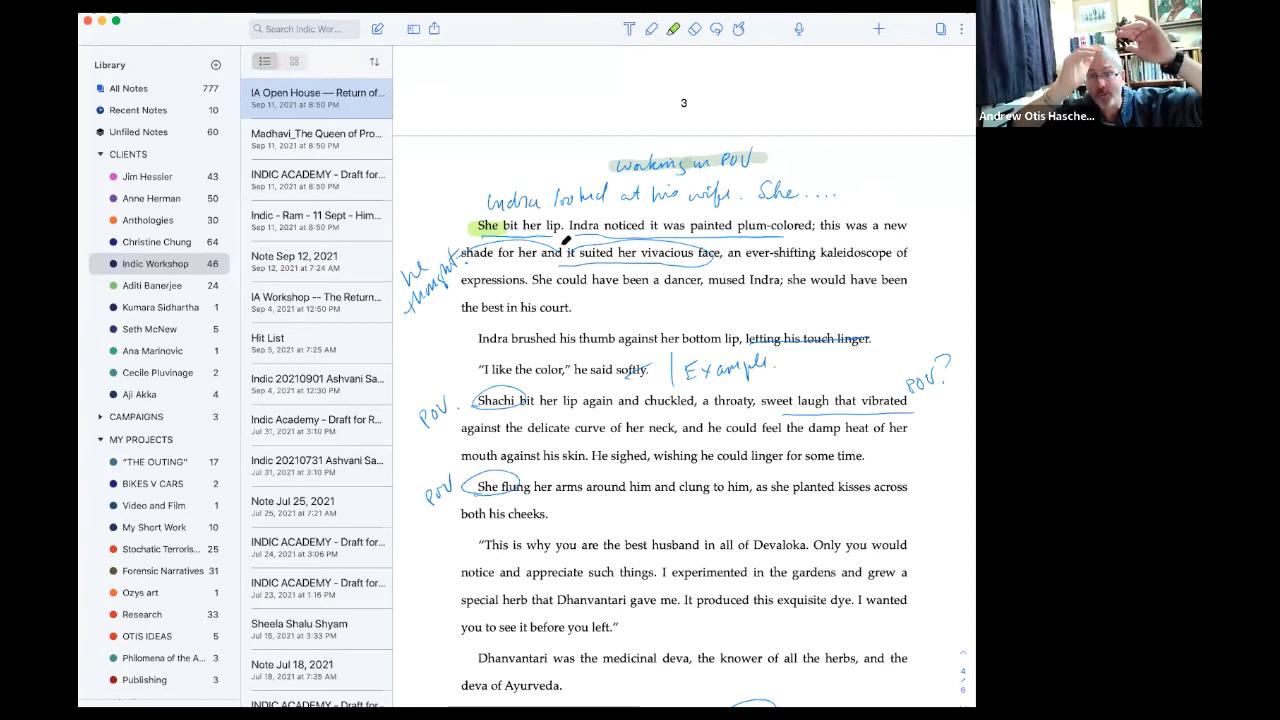 Search Indic Wor...
Library
All Notes 777
Recent Notes 10
Unfiled Notes 60
CLIENTS
Jim Hessler 43
Anne Herman 50
Anthologies 30
Christine Chung 64
Indic Workshop 46
Aditi Banerjee 24
Kumara Sidhartha 1
Seth McNew 5
Ana Marinovic 1
Cecile Pluvinage 2
Aji Akka 4
CAMPAIGNS 3
MY PROJECTS
“THE OUTING” 17
BIKES V CARS 2
Video and Film 1
My Short Work 10
Stochatic Terroris... 25
Forensic Narratives 31
Ozys art 1
Research 33
OTIS IDEAS 5
Philomena of the A... 3
Publishing 3
IA Open House — Return of...
Sep 11, 2021 at 8:50 PM
Madhavi_The Queen of Pro...
Sep 11, 2021 at 8:50 PM
INDIC ACADEMY - Draft for...
Sep 11, 2021 at 8:50 PM
Indic - Ram - 11 Sept - Him...
Sep 11, 2021 at 8:50 PM
Note Sep 12, 2021
Sep 12, 2021 at 7:24 AM
IA Workshop -- The Return...
Sep 4, 2021 at 12:50 PM
Hit List
Sep 5, 2021 at 7:25 AM
Indic 20210901 Ashvani Sa...
Sep 4, 2021 at 12:30 PM
Indic Academy - Draft for R...
Jul 31, 2021 at 3:10 PM
Indic 20210731 Ashvani Sa...
Jul 31, 2021 at 3:10 PM
Note Jul 25, 2021
Jul 25, 2021 at 7:21 AM
INDIC ACADEMY - Draft for...
Jul 24, 2021 at 3:06 PM
INDIC ACADEMY - Draft for...
Jul 23, 2021 at 1:16 PM
Sheela Shalu Shyam
Jul 15, 2021 at 3:33 PM
Note Jul 18, 2021
Jul 18, 2021 at 7:35 AM
INDIC ACADEMY - Draft for...
3
working in POV
Indra looked at his wife. She....
She bit her lip. Indra noticed it was painted plum-colored; this was a new
shade for her and it suited her vivacious face, an ever-shifting kaleidoscope of
he thought.
expressions. She could have been a dancer, mused Indra; she would have been
the best in his court.
Indra brushed his thumb against her bottom lip, letting his touch linger.
“I like the color,” he said softly.
Example.
POV?
POV.
Shachi bit her lip again and chuckled, a throaty, sweet laugh that vibrated
against the delicate curve of her neck, and he could feel the damp heat of her
mouth against his skin. He sighed, wishing he could linger for some time.
POV
She flung her arms around him and clung to him, as she planted kisses across
both his cheeks.
“This is why you are the best husband in all of Devaloka. Only you would
notice and appreciate such things. I experimented in the gardens and grew a
special herb that Dhanvantari gave me. It produced this exquisite dye. I wanted
you to see it before you left.”
Dhanvantari was the medicinal deva, the knower of all the herbs, and the
deva of Ayurveda.
4
6
Andrew Otis Hasche...